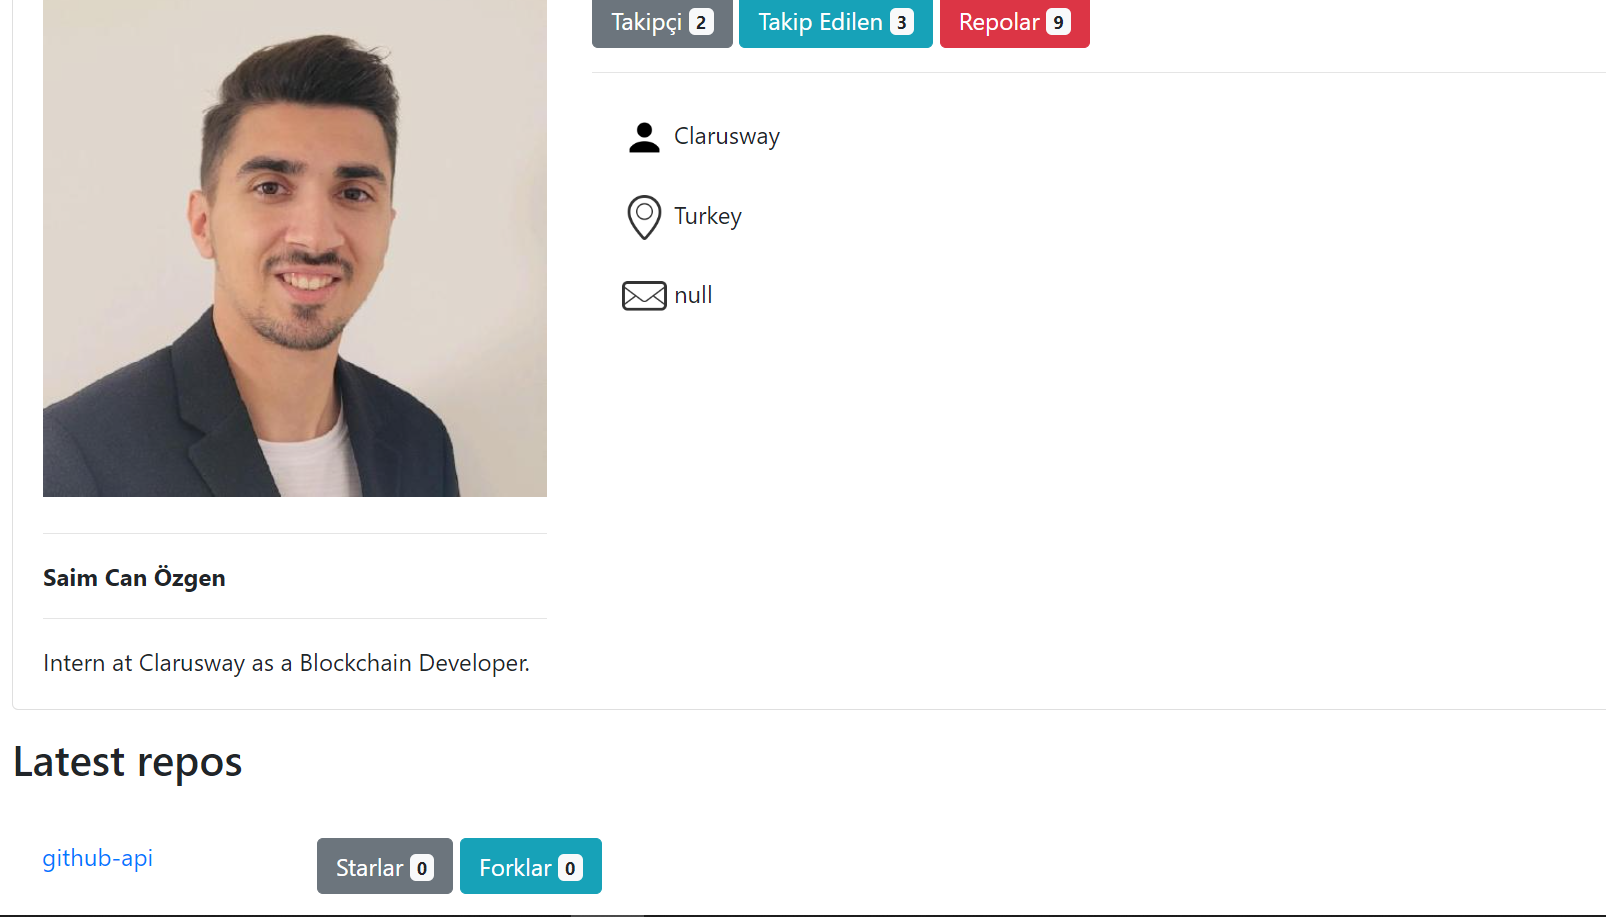 Takipçi 2 Takip Edilen 3 Repolar 9
Clarusway
Turkey
null
Saim Can Özgen
Intern at Clarusway as a Blockchain Developer.
Latest repos
github-api Starlar 0 Forklar 0